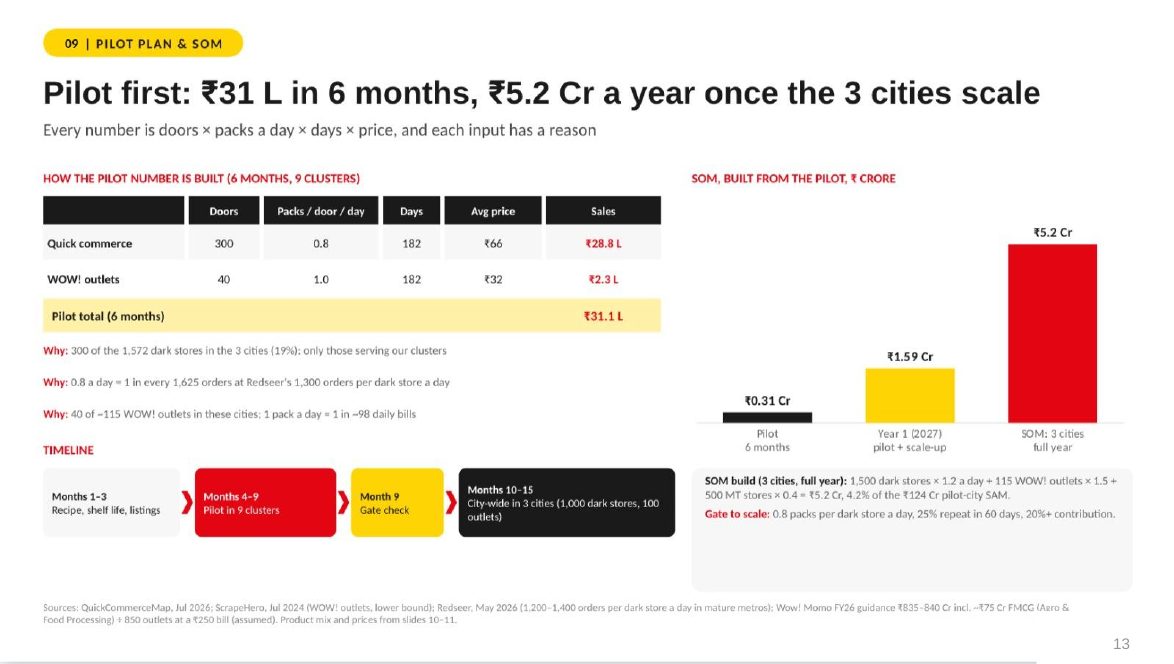 09 | PILOT PLAN & SOM
Pilot first: ₹31 L in 6 months, ₹5.2 Cr a year once the 3 cities scale
Every number is doors × packs a day × days × price, and each input has a reason
HOW THE PILOT NUMBER IS BUILT (6 MONTHS, 9 CLUSTERS)
Doors Packs / door / day Days Avg price Sales
Quick commerce 300 0.8 182 ₹66 ₹28.8 L
WOW! outlets 40 1.0 182 ₹32 ₹2.3 L
Pilot total (6 months) ₹31.1 L
Why: 300 of the 1,572 dark stores in the 3 cities (19%): only those serving our clusters
Why: 0.8 a day = 1 in every 1,625 orders at Redseer's 1,300 orders per dark store a day
Why: 40 of ~115 WOW! outlets in these cities; 1 pack a day = 1 in ~98 daily bills
TIMELINE
Months 1–3
Recipe, shelf life, listings
Months 4–9
Pilot in 9 clusters
Month 9
Gate check
Months 10–15
City-wide in 3 cities (1,000 dark stores, 100
outlets)
SOM, BUILT FROM THE PILOT, ₹ CRORE
₹0.31 Cr
₹1.59 Cr
₹5.2 Cr
Pilot
6 months
Year 1 (2027)
pilot + scale-up
SOM: 3 cities
full year
SOM build (3 cities, full year): 1,500 dark stores × 1.2 a day + 115 WOW! outlets × 1.5 +
500 MT stores × 0.4 = ₹5.2 Cr, 4.2% of the ₹124 Cr pilot-city SAM.
Gate to scale: 0.8 packs per dark store a day, 25% repeat in 60 days, 20%+ contribution.
Sources: QuickCommerceMap, Jul 2026; ScrapeHero, Jul 2024 (WOW! outlets, lower bound); Redseer, May 2026 (1,200–1,400 orders per dark store a day in mature metros); Wow! Momo FY26 guidance ₹835–840 Cr incl. ~₹75 Cr FMCG (Aero &
Food Processing) ÷ 850 outlets at a ₹250 bill (assumed). Product mix and prices from slides 10–11.
13